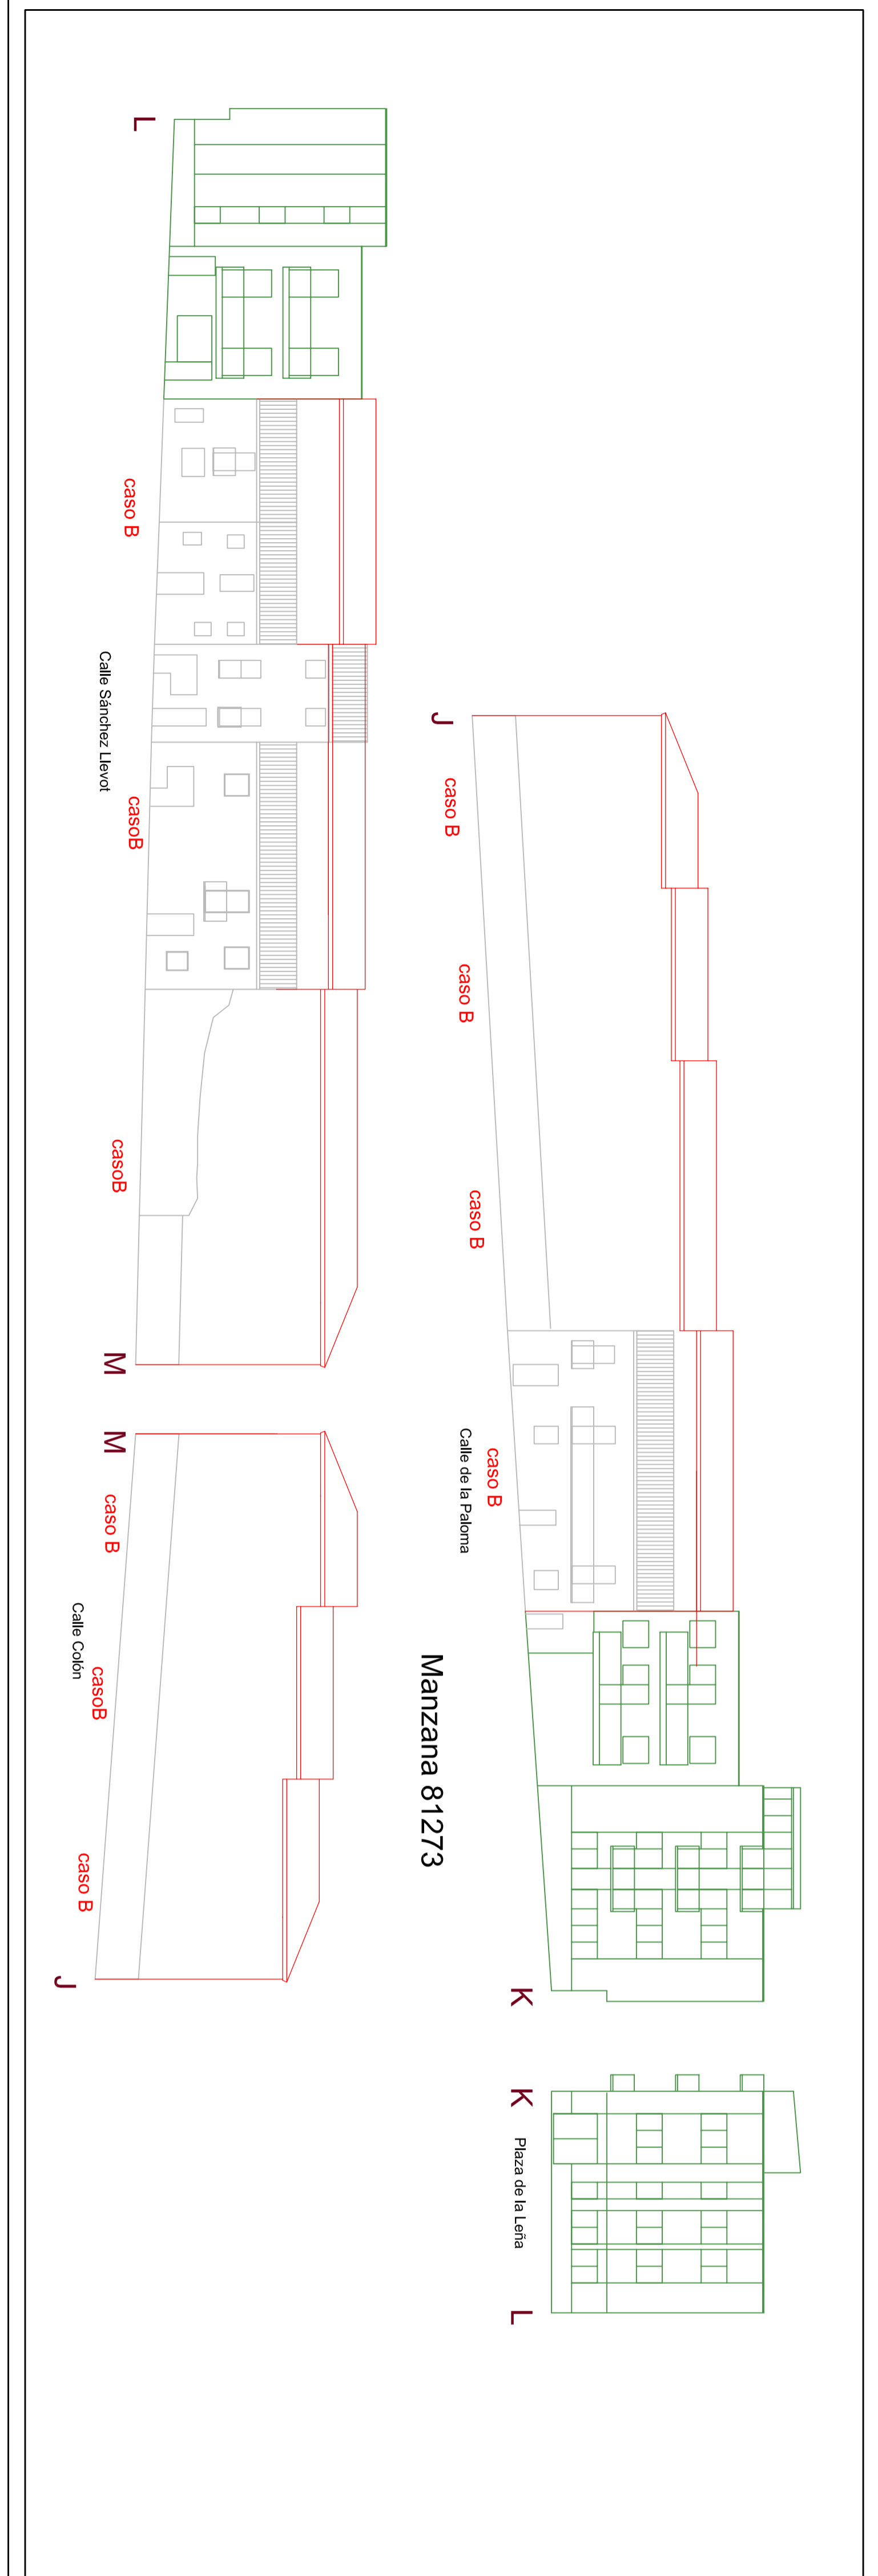 J
caso B
caso B
caso B
caso B
Calle de la Paloma
K
K
Plaza de la Leña
L
Manzana 81273
L
caso B
Calle Sánchez Llevot
casoB
casoB
M
M
caso B
Calle Colón
casoB
caso B
J